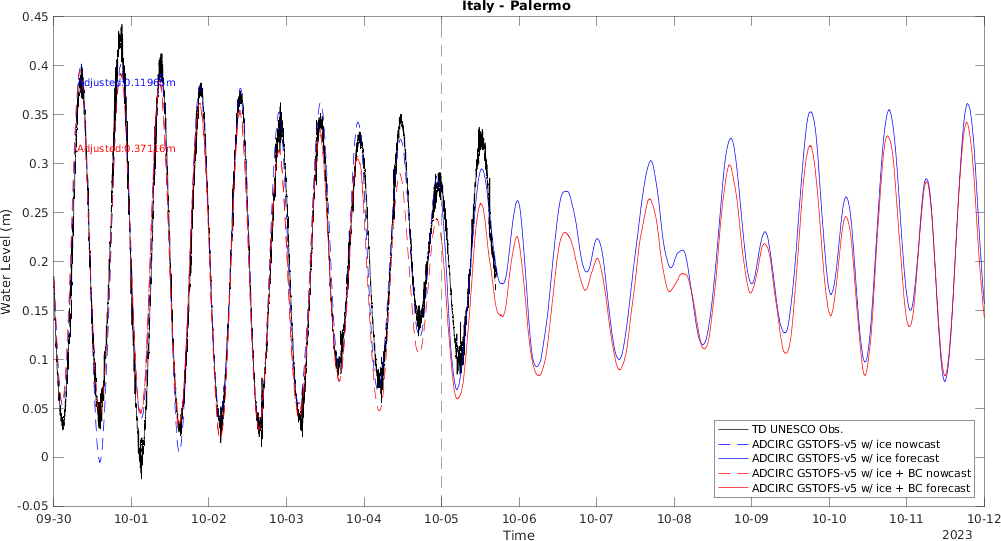 Italy - Palermo
Water Level (m)
0.45
0.4
0.35
0.3
0.25
0.2
0.15
0.1
0.05
0
-0.05
Adjusted:0.37116m
TD UNESCO Obs.
ADCIRC GSTOFS-v5 w/ ice nowcast
ADCIRC GSTOFS-v5 w/ ice forecast
ADCIRC GSTOFS-v5 w/ ice + BC nowcast
ADCIRC GSTOFS-v5 w/ ice + BC forecast
09-30 10-01 10-02 10-03 10-04 10-05 10-06 10-07 10-08 10-09 10-10 10-11 10-12
Time
2023